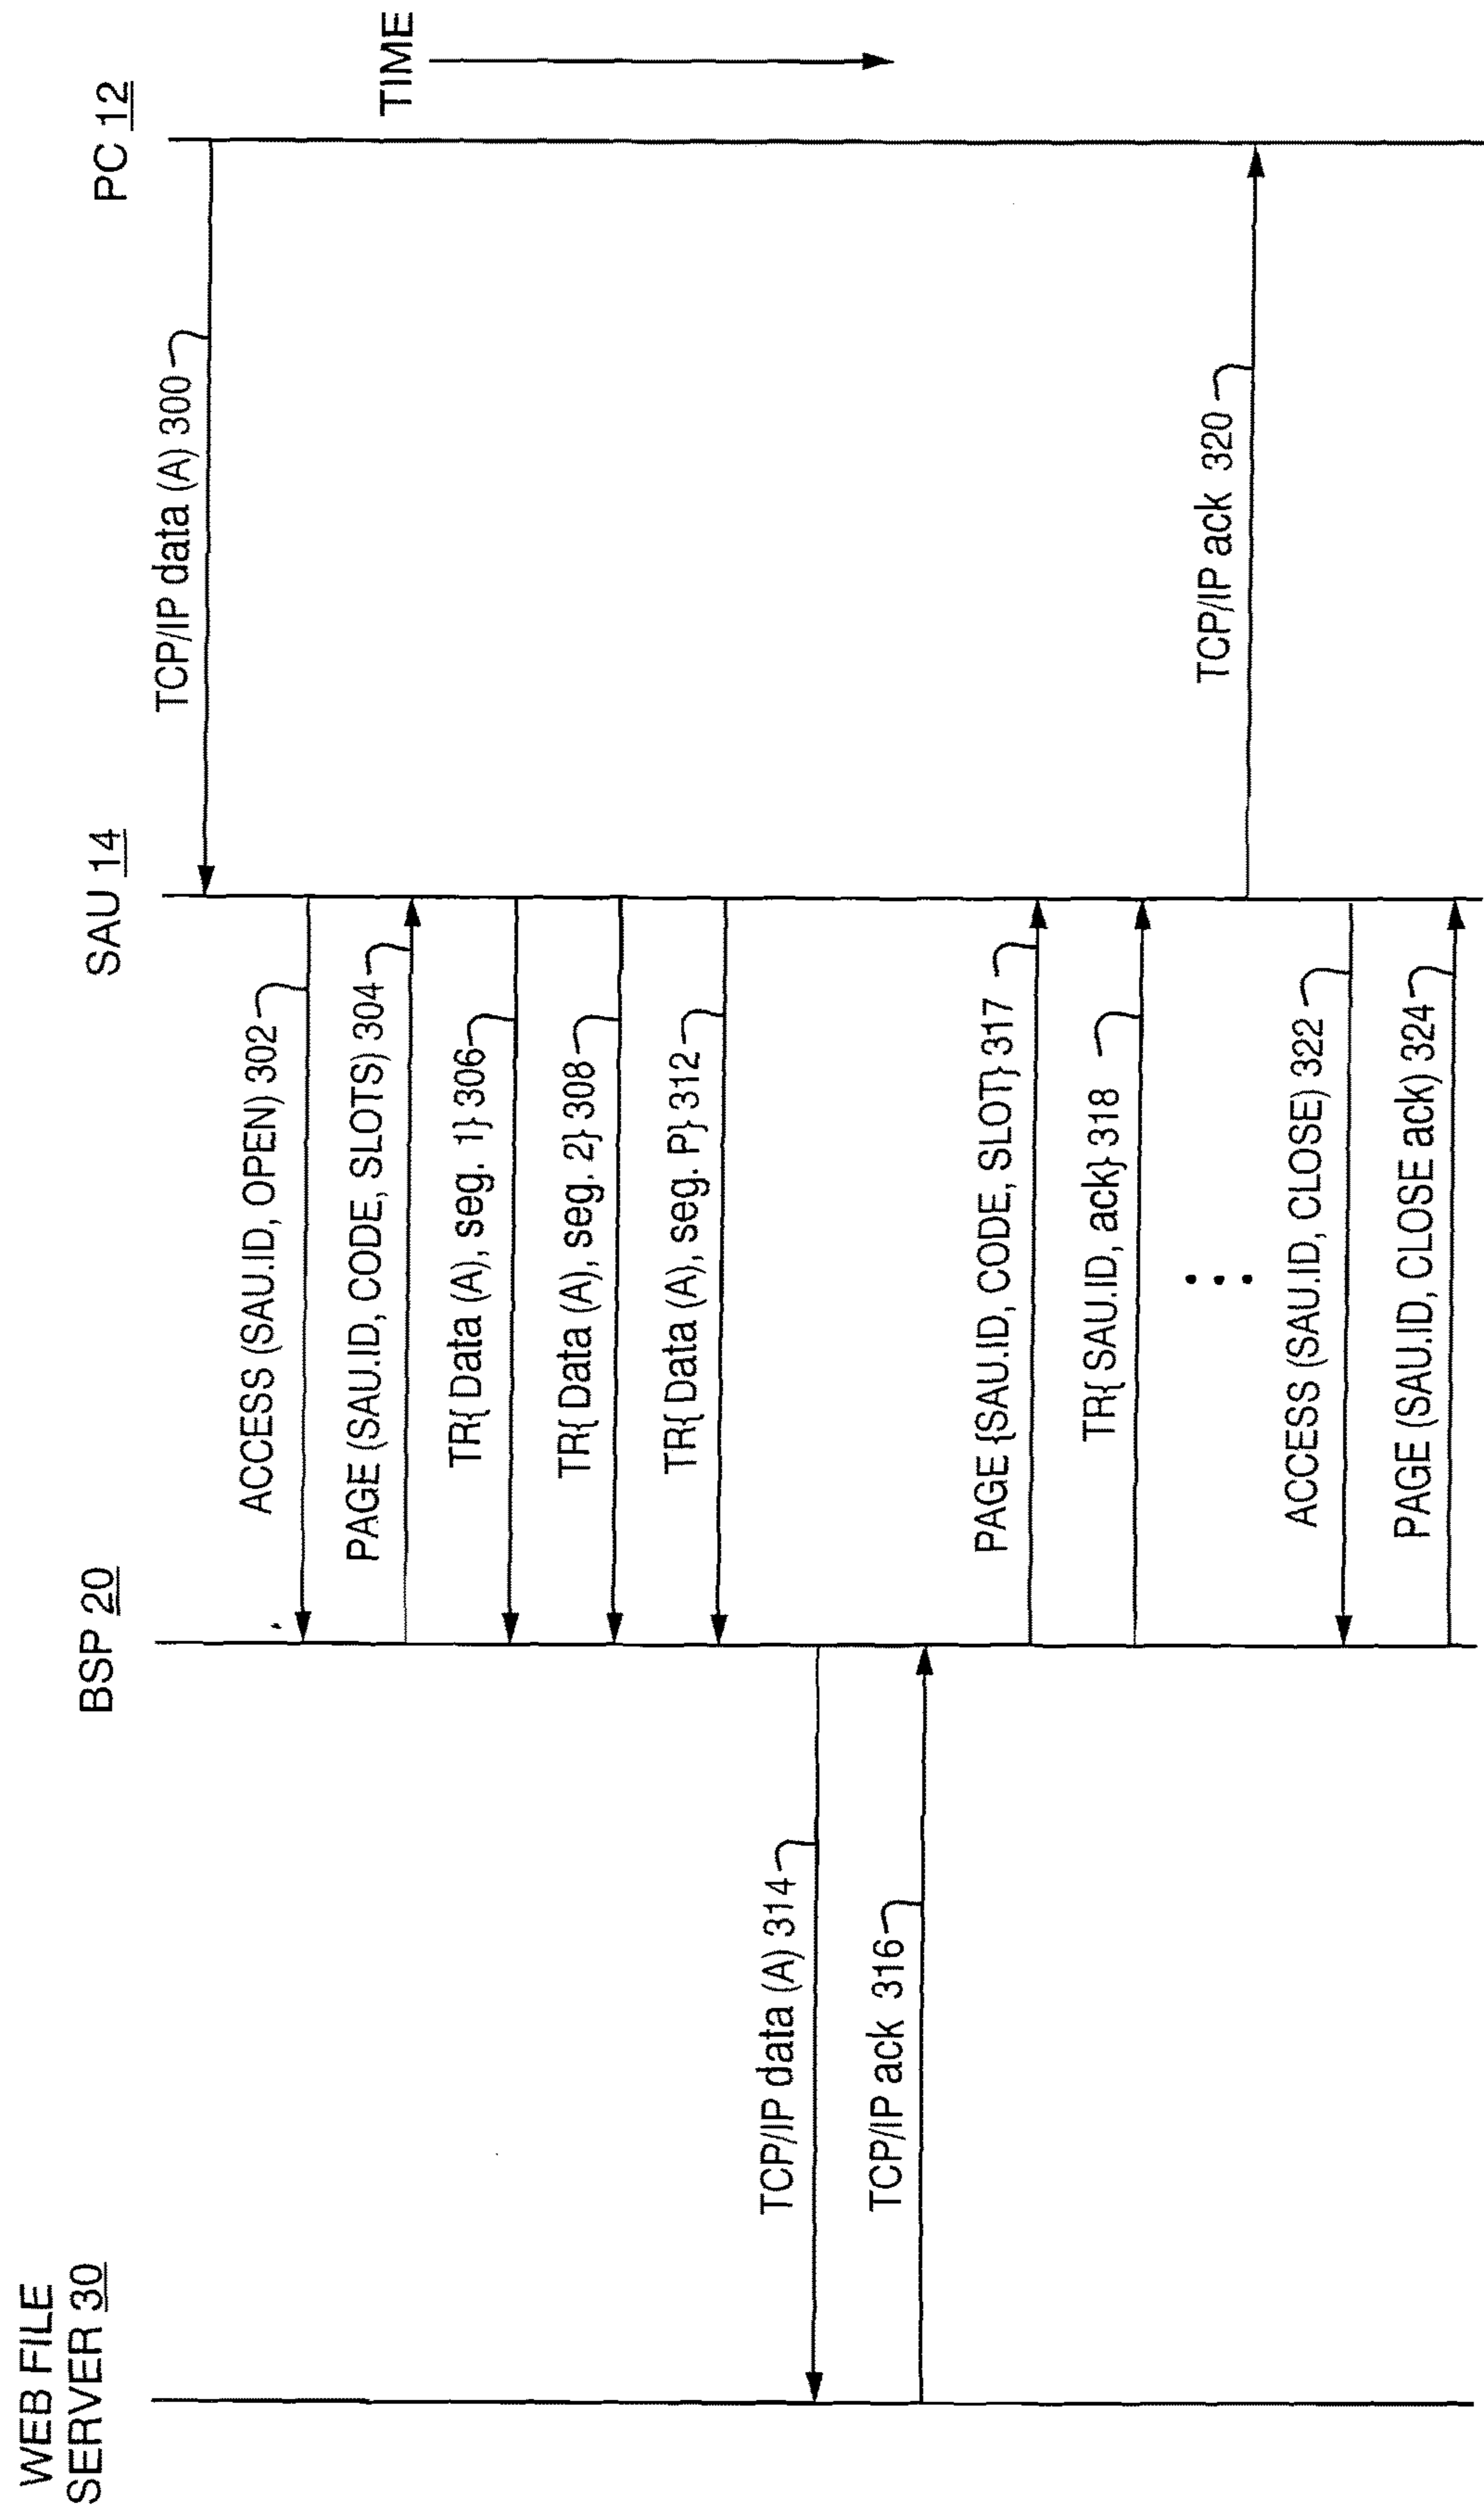 WEB FILE
SERVER 30
BSP 20
SAU 14
PC 12
TIME
TCP/IP data (A) 300
ACCESS (SAU.ID, OPEN) 302
PAGE (SAU.ID, CODE, SLOTS) 304
TR{ Data (A), seg. 1} 306
TR{ Data (A), seg. 2} 308
TR{ Data (A), seg. P} 312
TCP/IP data (A) 314
TCP/IP ack 316
PAGE {SAU.ID, CODE, SLOT} 317
TR{ SAU.ID, ack} 318
TCP/IP ack 320
ACCESS (SAU.ID, CLOSE) 322
PAGE (SAU.ID, CLOSE ack) 324